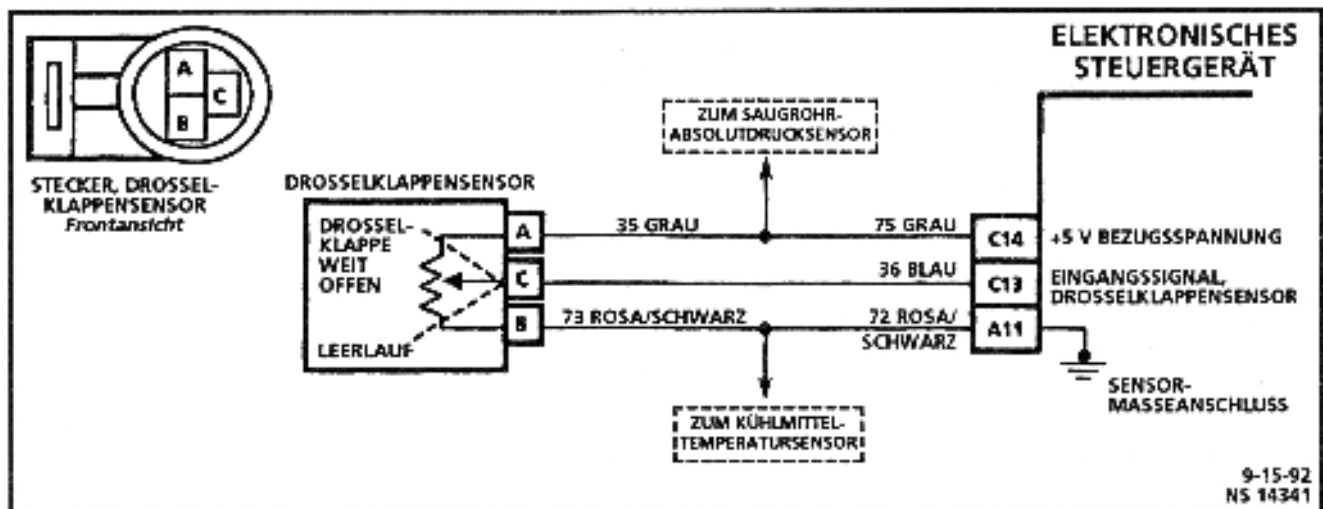 ELEKTRONISCHES
STEUERGERÄT
A
C
B
STECKER, DROSSEL-
KLAPPENSENSOR
Frontansicht
ZUM SAUGROHR-
ABSOLUTDRUCKSENSOR
DROSSELKLAPPENSENSOR
DROSSEL-
KLAPPE
WEIT
OFFEN
LEERLAUF
A
C
B
35 GRAU
75 GRAU
C14
+5 V BEZUGSSPANNUNG
36 BLAU
C13
EINGANGSSIGNAL,
DROSSELKLAPPENSENSOR
73 ROSA/SCHWARZ
72 ROSA/
SCHWARZ
A11
SENSOR-
MASSEANSCHLUSS
ZUM KÜHLMITTEL-
TEMPERATURSENSOR
9-15-92
NS 14341